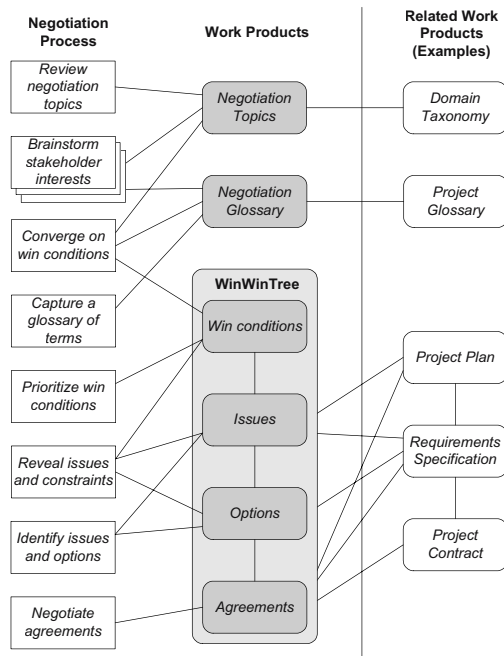 Negotiation
Process
Work Products
Related Work
Products
(Examples)
Review
negotiation
topics
Negotiation
Topics
Domain
Taxonomy
Brainstorm
stakeholder
interests
Negotiation
Glossary
Project
Glossary
Converge on
win conditions
WinWinTree
Capture a
glossary of
terms
Win conditions
Project Plan
Prioritize win
conditions
Issues
Requirements
Specification
Reveal issues
and constraints
Options
Identify issues
and options
Project
Contract
Negotiate
agreements
Agreements